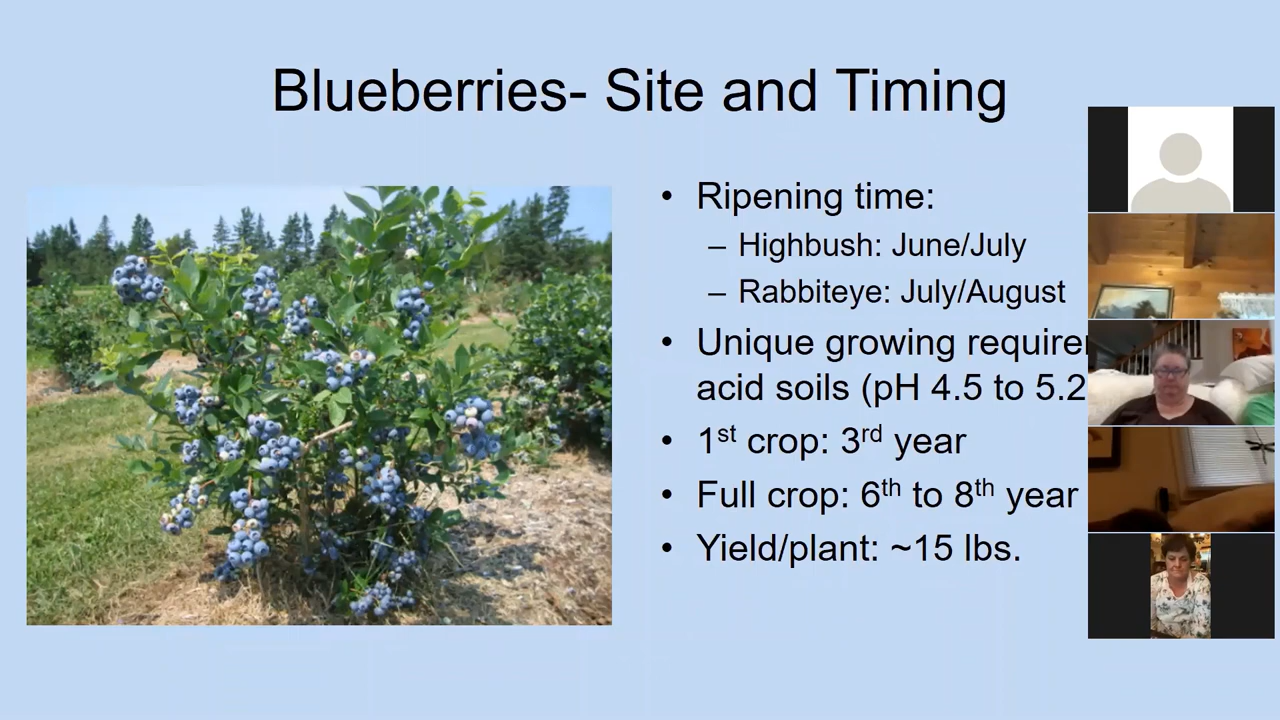 Blueberries- Site and Timing
• Ripening time:
– Highbush: June/July
– Rabbiteye: July/August
• Unique growing
acid soils (pH 4.5 to 5.2
• 1st crop: 3rd year
• Full crop: 6th to 8th year
• Yield/plant: ~15 lbs.